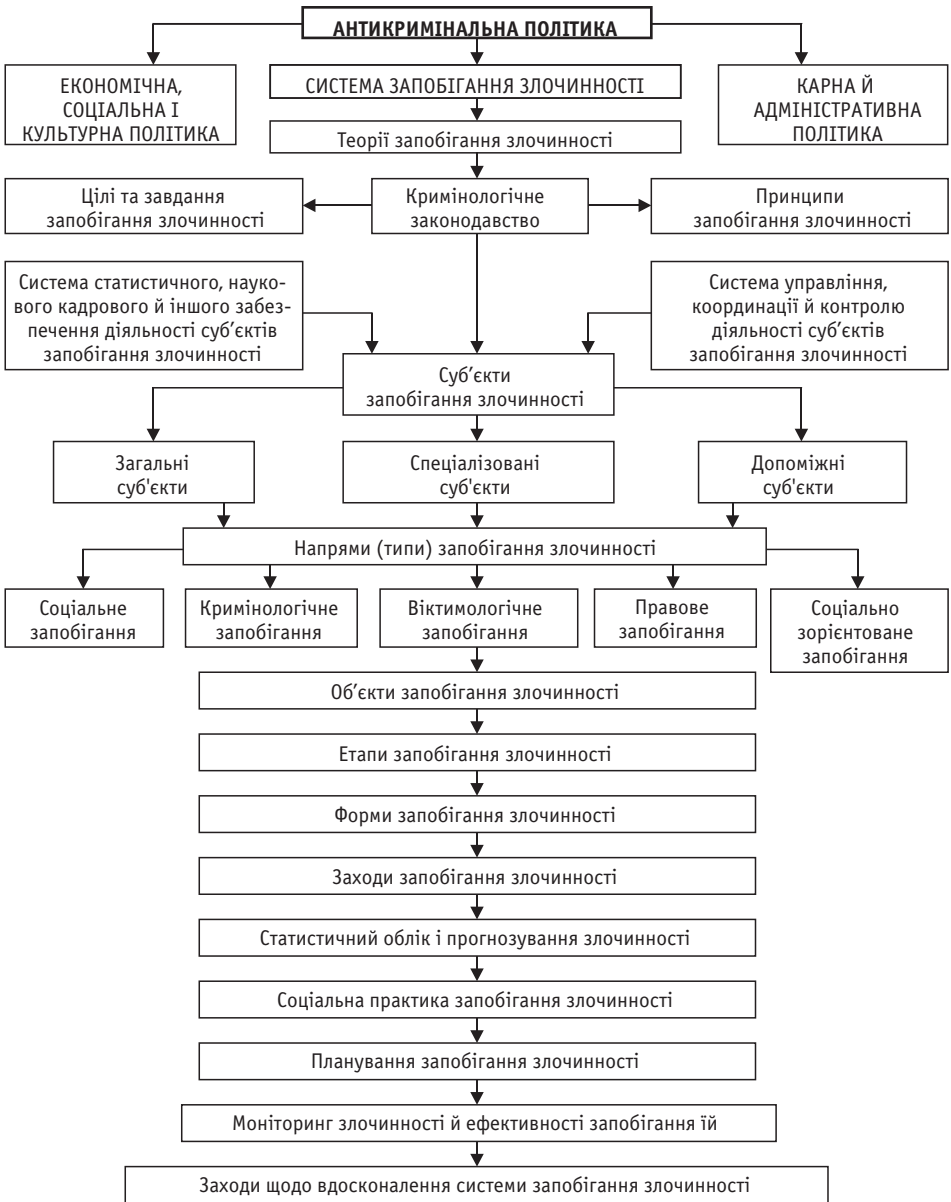 АНТИКРИМІНАЛЬНА ПОЛІТИКА
ЕКОНОМІЧНА,
СОЦІАЛЬНА І
КУЛЬТУРНА ПОЛІТИКА
СИСТЕМА ЗАПОБІГАННЯ ЗЛОЧИННОСТІ
КАРНА Й
АДМІНІСТРАТИВНА
ПОЛІТИКА
Теорії запобігання злочинності
Цілі та завдання
запобігання злочинності
Кримінологічне
законодавство
Принципи
запобігання злочинності
Система статистичного, науко-
вого кадрового й іншого забез-
печення діяльності суб’єктів
запобігання злочинності
Система управління,
координації й контролю
діяльності суб’єктів
запобігання злочинності
Суб’єкти
запобігання злочинності
Загальні
суб'єкти
Спеціалізовані
суб'єкти
Допоміжні
суб'єкти
Напрями (типи) запобігання злочинності
Соціальне
запобігання
Кримінологічне
запобігання
Віктимологічне
запобігання
Правове
запобігання
Соціально
зорієнтоване
запобігання
Об’єкти запобігання злочинності
Етапи запобігання злочинності
Форми запобігання злочинності
Заходи запобігання злочинності
Статистичний облік і прогнозування злочинності
Соціальна практика запобігання злочинності
Планування запобігання злочинності
Моніторинг злочинності й ефективності запобігання їй
Заходи щодо вдосконалення системи запобігання злочинності